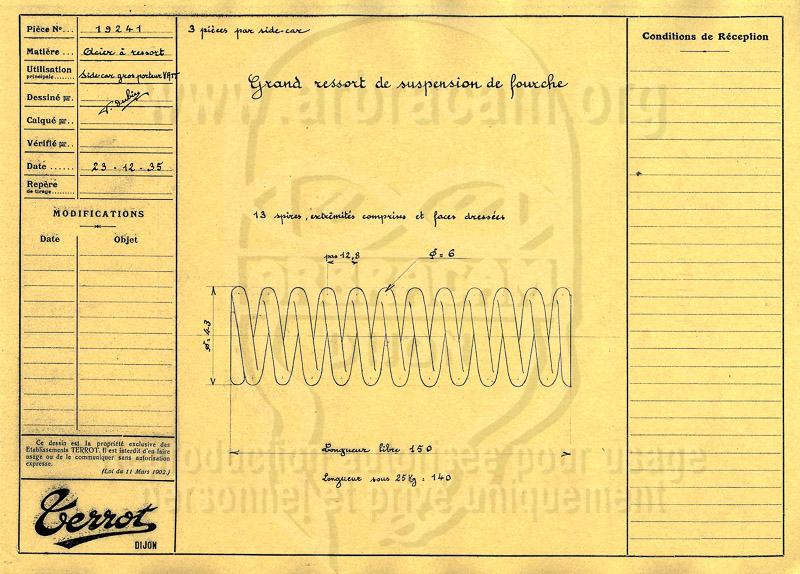 Pièce No... 19241
Matière... Acier à ressort
Utilisation
principale........ Side-car gros porteur VATT
Dessiné par.
Calqué par..
Vérifié par..
Date...... 23-12-35
Repère
de tirage.........
MODIFICATIONS
Date Objet
Ce dessin est la propriété exclusive des
Etablissements TERROT. Il est interdit d'en faire
usage ou de le communiquer sans autorisation
expresse.
(Loi du 11 Mars 1902.)
Terrot
DIJON
3 pièces par side-car
Grand ressort de suspension de fourche
13 spires, extrêmités comprises et faces dressées
pas 12,8
φ = 6
φ = 43
Longueur libre 150
Longueur sous 25 Kg = 140
Conditions de Réception
www.arbracam.org
ARBRACAM
Reproduction pour usage
personnel et privé uniquement